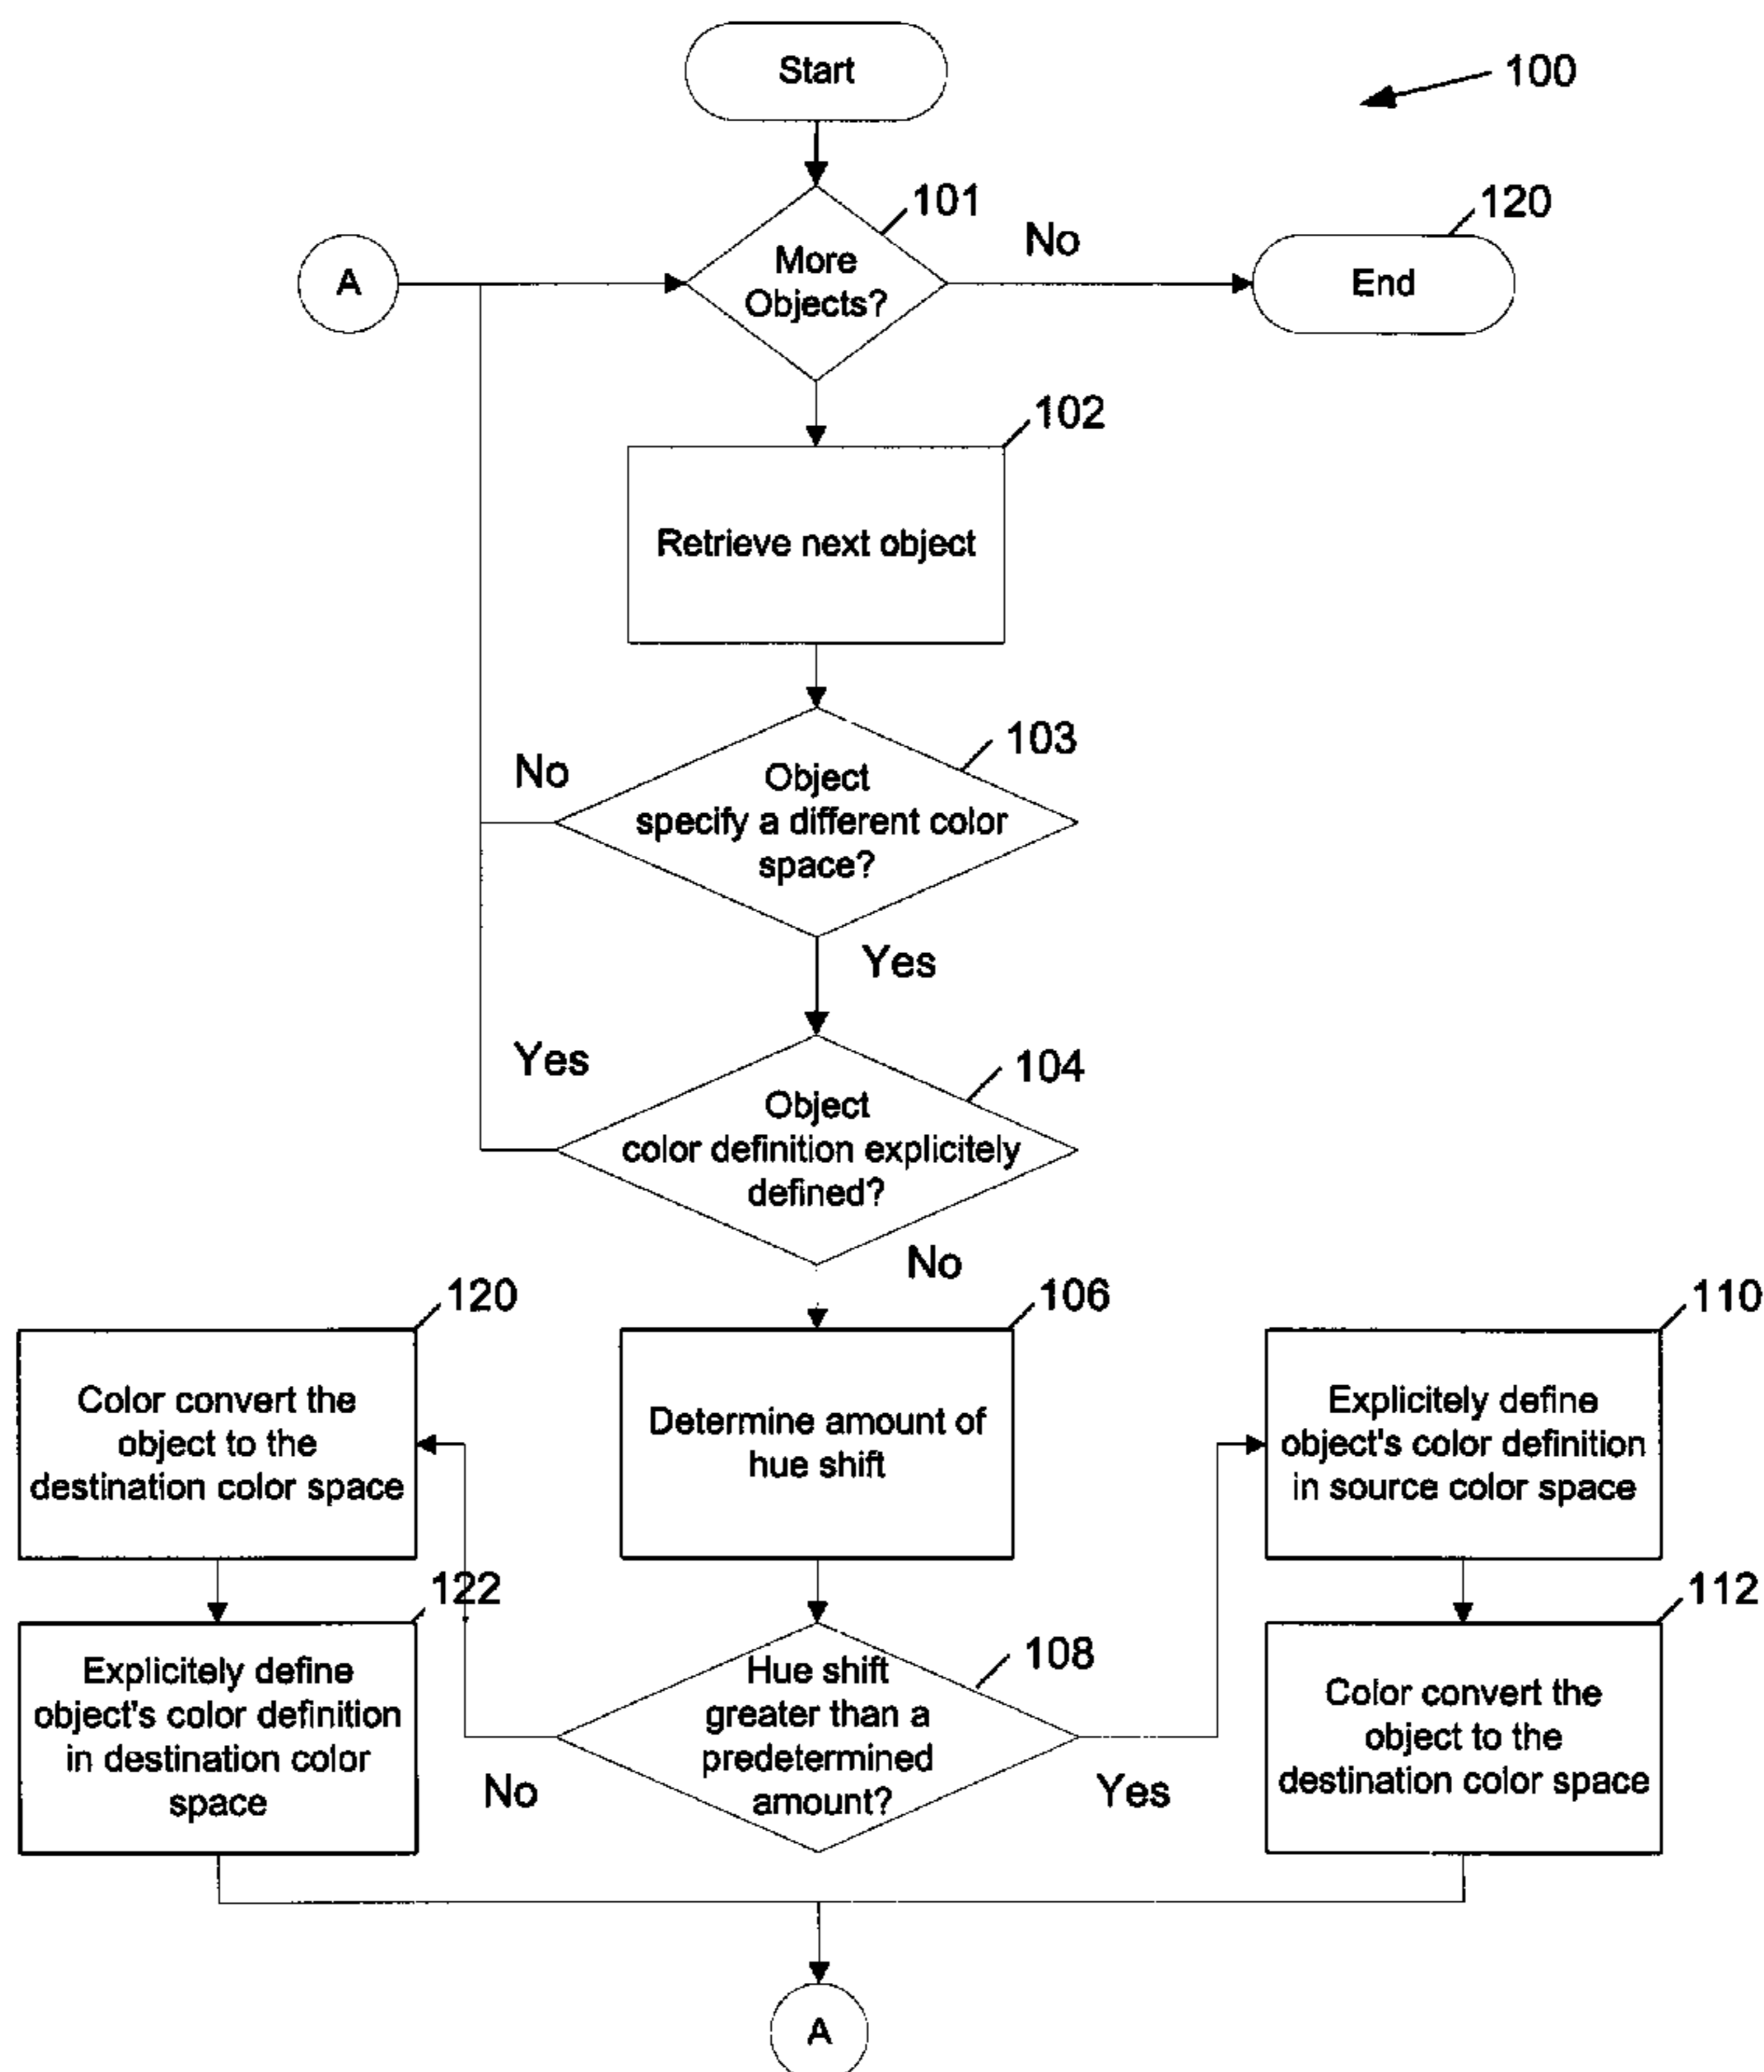 Start
100
101
More
Objects?
No
120
End
A
102
Retrieve next object
103
No
Object
specify a different color
space?
Yes
Yes
104
Object
color definition explicitely
defined?
No
120
Color convert the
object to the
destination color space
106
Determine amount of
hue shift
110
Explicitely define
object's color definition
in source color space
122
Explicitely define
object's color definition
in destination color
space
108
Hue shift
greater than a
predetermined
amount?
No
Yes
112
Color convert the
object to the
destination color space
A